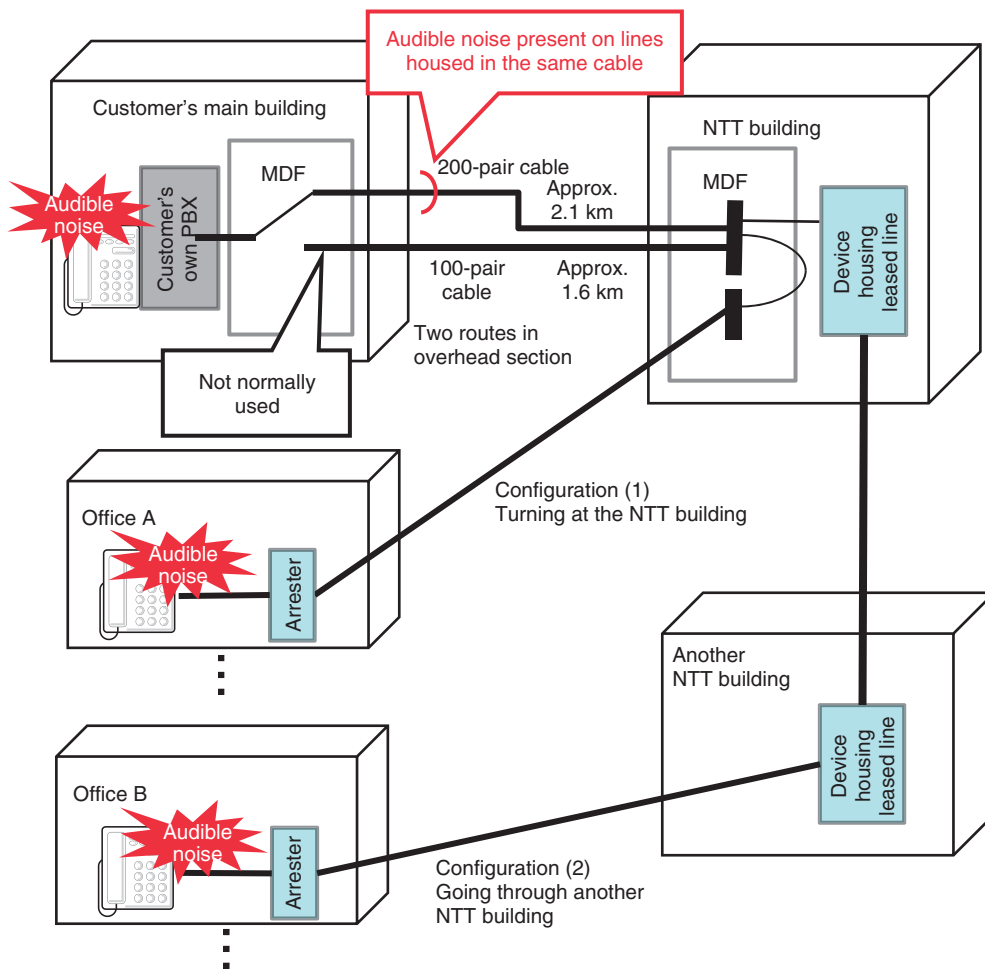 Audible noise present on lines
housed in the same cable
Customer's main building
NTT building
MDF
200-pair cable
Approx.
2.1 km
MDF
Audible
noise
Customer's
own PBX
Device
housing
leased line
100-pair
cable
Approx.
1.6 km
Two routes in
overhead section
Not normally
used
Configuration (1)
Turning at the NTT building
Office A
Audible
noise
Arrester
Another
NTT building
Device
housing
leased line
Office B
Audible
noise
Arrester
Configuration (2)
Going through another
NTT building